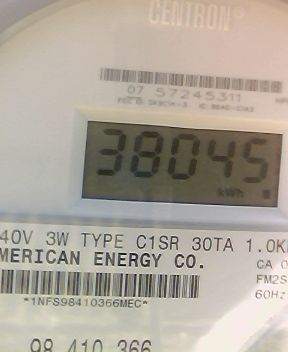 CENTRON®
07 57245311
38045
kWh
40V 3W TYPE C1SR 30TA 1.0K
MERICAN ENERGY CO.
CA 0
FM2S
60Hz
*1NFS98410366MEC*
98 410 366